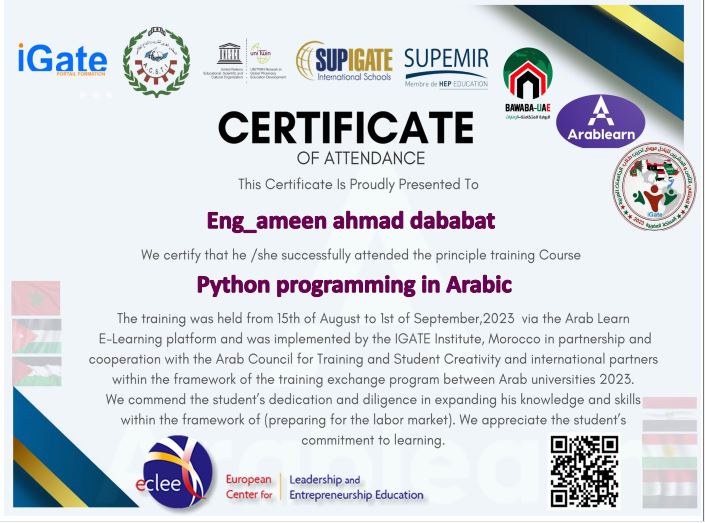 iGate
PORTAIL FORMATION
A.C.S.T.
unesco
uniTwin
SUPIGATE
International Schools
SUPEMIR
Membre de HEP EDUCATION
BAWABA-UAE
Arablearn
CERTIFICATE
OF ATTENDANCE
This Certificate Is Proudly Presented To
Eng_ameen ahmad dababat
iGate
We certify that he /she successfully attended the principle training Course
Python programming in Arabic
The training was held from 15th of August to 1st of September,2023 via the Arab Learn
E-Learning platform and was implemented by the IGATE Institute, Morocco in partnership and
cooperation with the Arab Council for Training and Student Creativity and international partners
within the framework of the training exchange program between Arab universities 2023.
We commend the student's dedication and diligence in expanding his knowledge and skills
within the framework of (preparing for the labor market). We appreciate the student's
commitment to learning.
Arablearn
eclee
European
Center for
Leadership and
Entrepreneurship Education